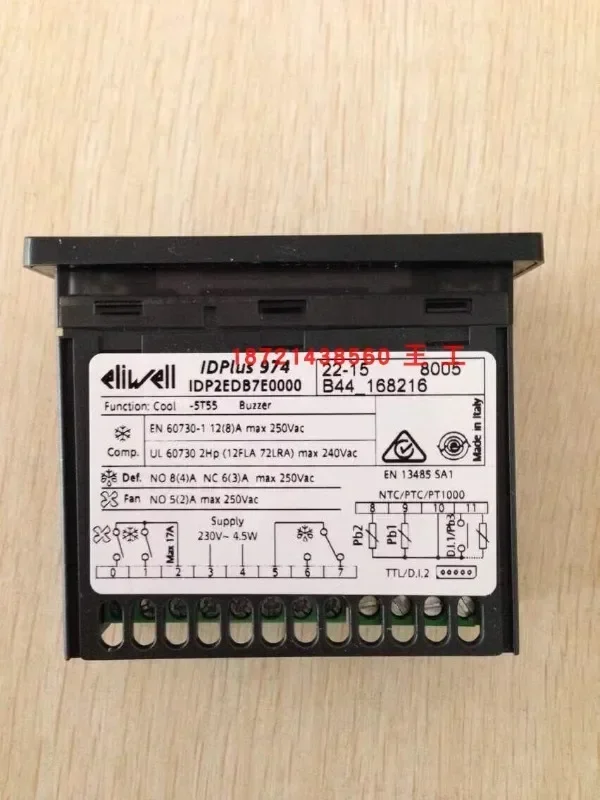 eliwell
IDPlus 974
IDP2EDB7E0000
22-15 8005
B44_168216
18721438560 王工
Function: Cool -5T55 Buzzer
Comp.
EN 60730-1 12(8)A max 250Vac
UL 60730 2Hp (12FLA 72LRA) max 240Vac
Def. NO 8(4)A NC 6(3)A max 250Vac
Fan NO 5(2)A max 250Vac
Made in Italy
EN 13485 SA1
NTC/PTC/PT1000
8 9 10 11
Pb2 Pb1 D.I.1/Pb3
TTL/D.I.2
Supply
230V~ 4.5W
Max 17A
0 1 2 3 4 5 6 7